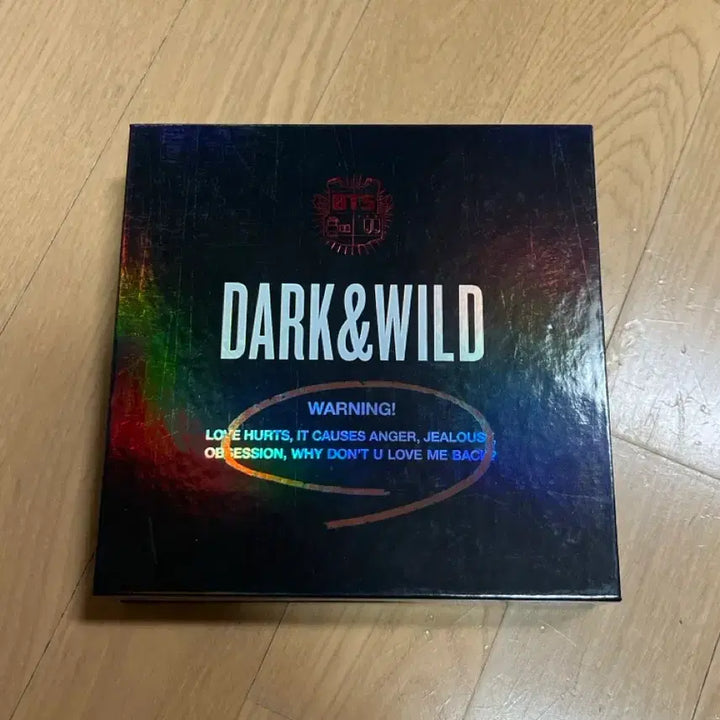 BTS
DARK&WILD
WARNING!
LOVE HURTS, IT CAUSES ANGER, JEALOUSY,
OBSESSION, WHY DON'T U LOVE ME BACK?